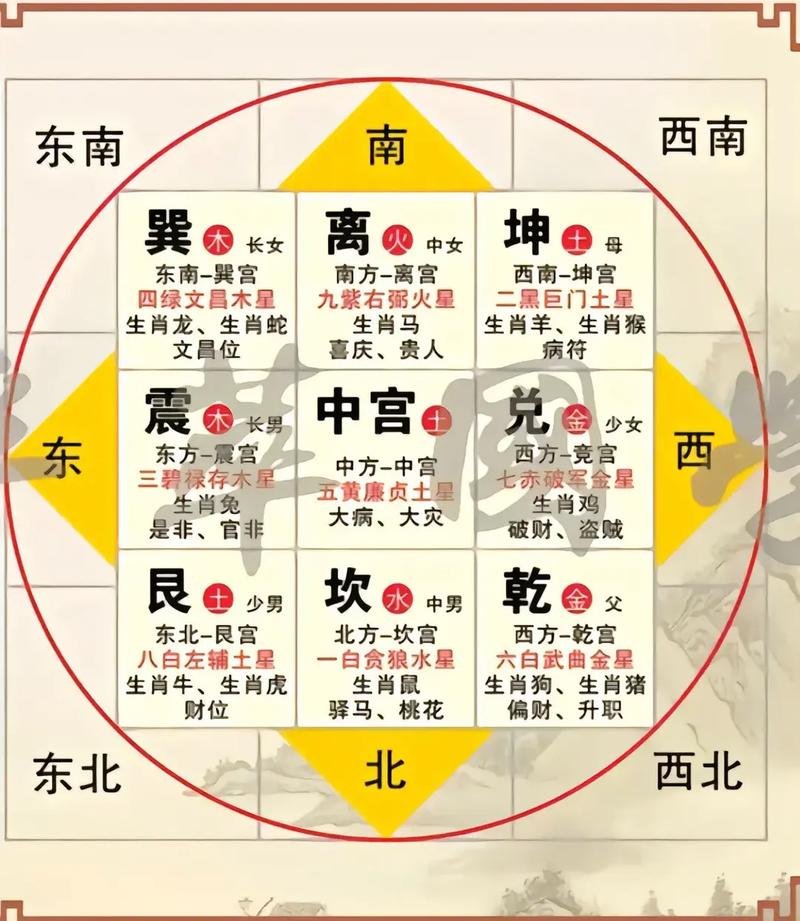 东南
南
西南
巽 木 长女
东南–巽宫
四绿文昌木星
生肖龙、生肖蛇
文昌位
离 火 中女
南方–离宫
九紫右弼火星
生肖马
喜庆、贵人
坤 土 母
西南–坤宫
二黑巨门土星
生肖羊、生肖猴
病符
东
震 木 长男
东方–震宫
三碧禄存木星
生肖兔
是非、官非
中宫 土
中方–中宫
五黄廉贞土星
大病、大灾
兑 金 少女
西方–竞宫
七赤破军金星
生肖鸡
破财、盗贼
西
華國
艮 土 少男
东北–艮宫
八白左辅土星
生肖牛、生肖虎
财位
坎 水 中男
北方–坎宫
一白贪狼水星
生肖鼠
驿马、桃花
乾 金 父
西方–乾宫
六白武曲金星
生肖狗、生肖猪
偏财、升职
东北
北
西北